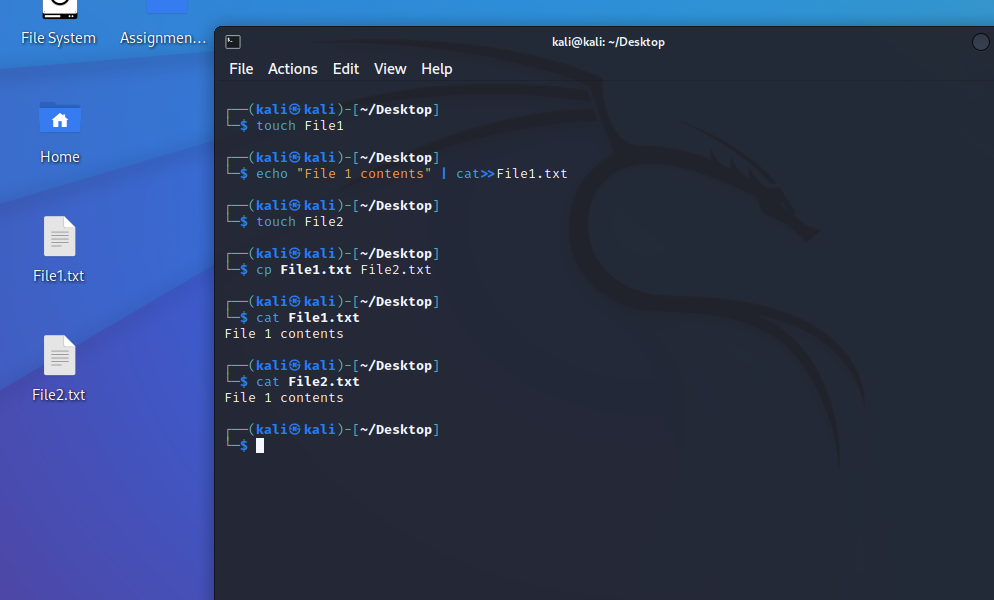 File System
Assignmen...
Home
File1.txt
File2.txt
kali@kali: ~/Desktop
File Actions Edit View Help
┌──(kali㉿kali)-[~/Desktop]
└─$ touch File1
┌──(kali㉿kali)-[~/Desktop]
└─$ echo "File 1 contents" | cat>>File1.txt
┌──(kali㉿kali)-[~/Desktop]
└─$ touch File2
┌──(kali㉿kali)-[~/Desktop]
└─$ cp File1.txt File2.txt
┌──(kali㉿kali)-[~/Desktop]
└─$ cat File1.txt
File 1 contents
┌──(kali㉿kali)-[~/Desktop]
└─$ cat File2.txt
File 1 contents
┌──(kali㉿kali)-[~/Desktop]
└─$